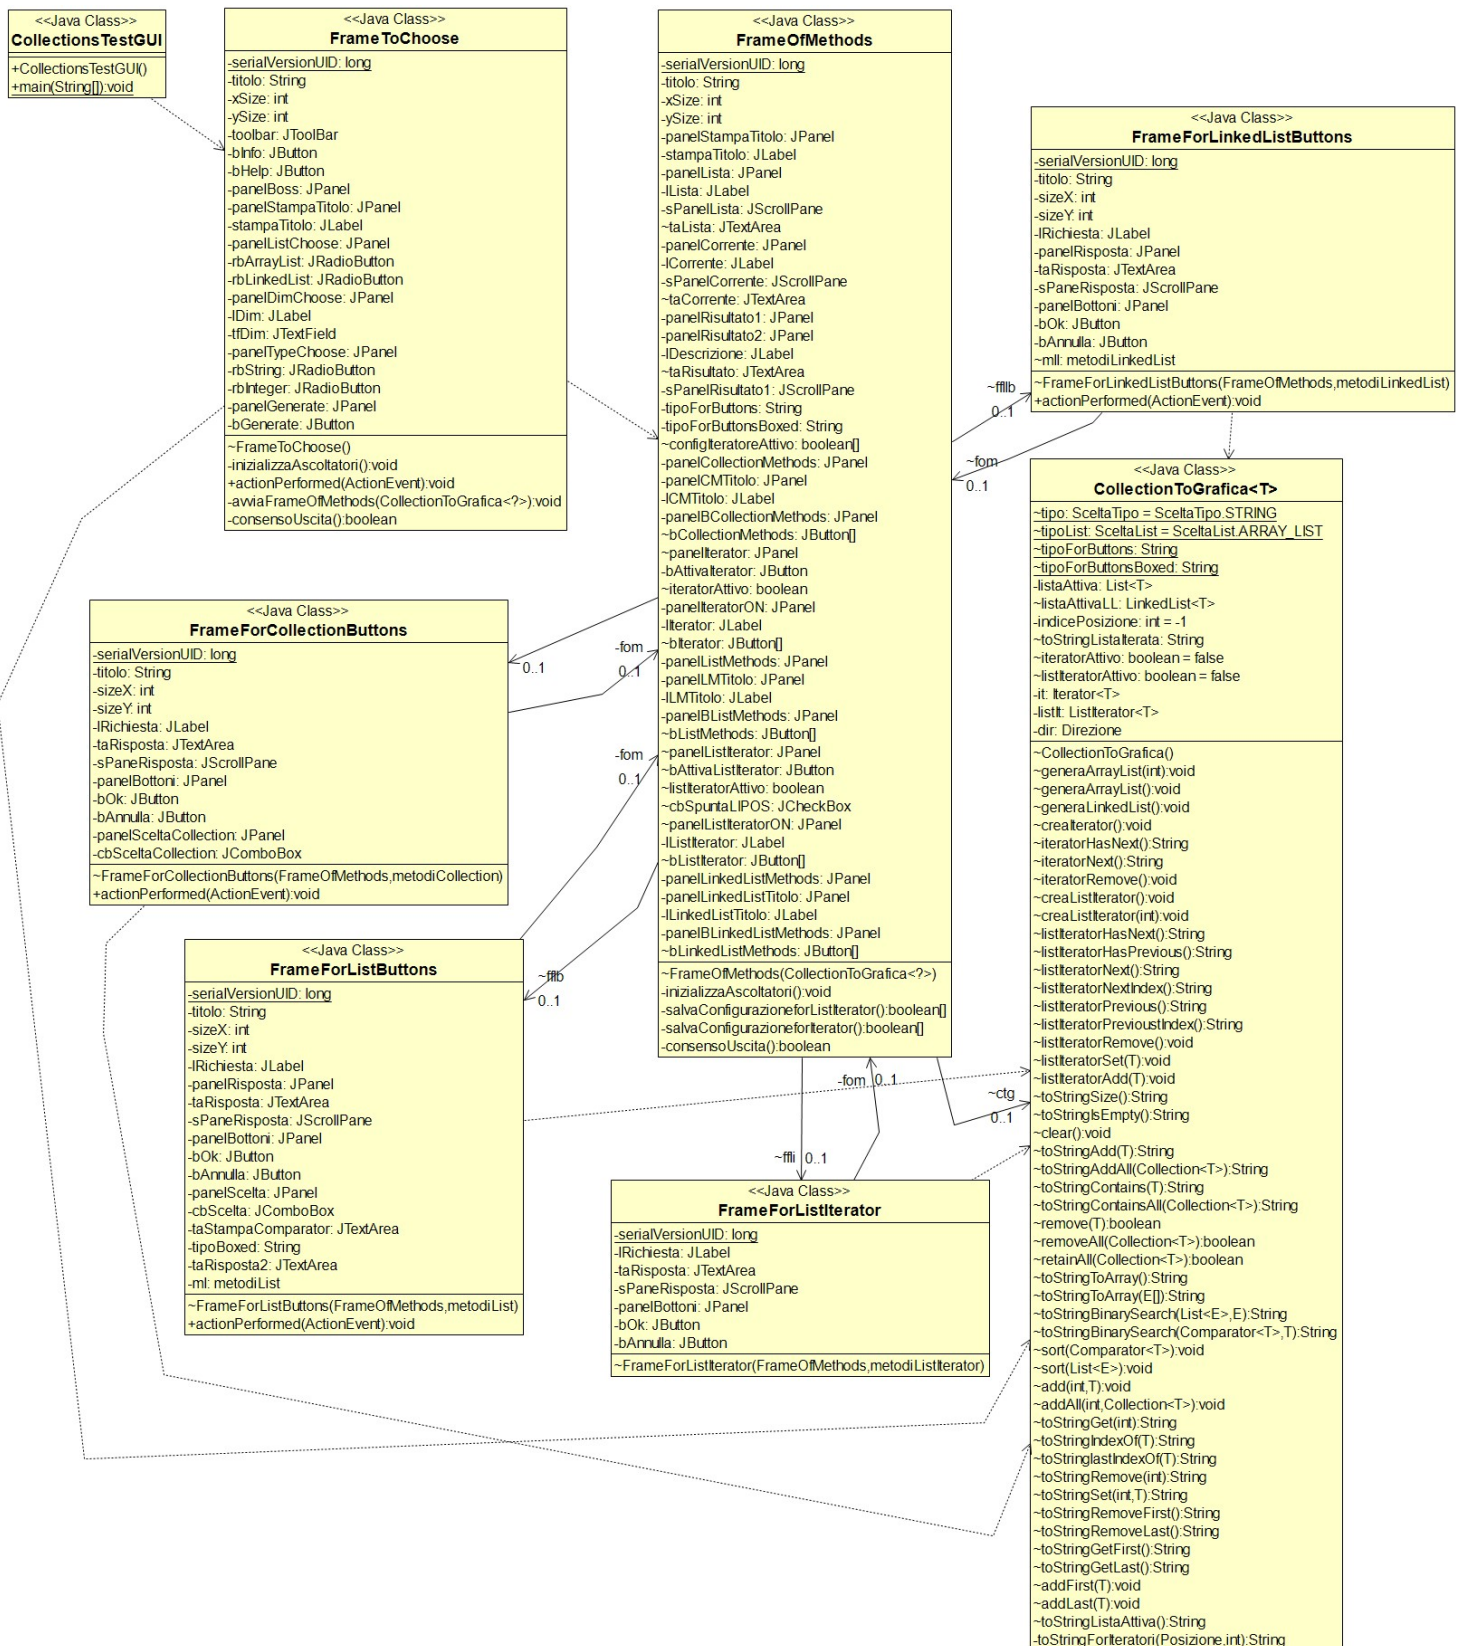 <<Java Class>>
CollectionsTestGUI
+CollectionsTestGUI()
+main(String[]):void
<<Java Class>>
FrameToChoose
-serialVersionUID: long
-titolo: String
-xSize: int
-ySize: int
-toolbar: JToolBar
-bInfo: JButton
-bHelp: JButton
-panelBoss: JPanel
-panelStampaTitolo: JPanel
-stampaTitolo: JLabel
-panelListChoose: JPanel
-rbArrayList: JRadioButton
-rbLinkedList: JRadioButton
-panelDimChoose: JPanel
-lDim: JLabel
-tfDim: JTextField
-panelTypeChoose: JPanel
-rbString: JRadioButton
-rbInteger: JRadioButton
-panelGenerate: JPanel
-bGenerate: JButton
~FrameToChoose()
-inizializzaAscoltatori():void
+actionPerformed(ActionEvent):void
-avviaFrameOfMethods(CollectionToGrafica<?>):void
-consensoUscita():boolean
<<Java Class>>
FrameOfMethods
-serialVersionUID: long
-titolo: String
-xSize: int
-ySize: int
-panelStampaTitolo: JPanel
-stampaTitolo: JLabel
-panelLista: JPanel
-lLista: JLabel
-sPanelLista: JScrollPane
~taLista: JTextArea
-panelCorrente: JPanel
-lCorrente: JLabel
-sPanelCorrente: JScrollPane
~taCorrente: JTextArea
-panelRisultato1: JPanel
-panelRisultato2: JPanel
-lDescrizione: JLabel
~taRisultato: JTextArea
-sPanelRisultato1: JScrollPane
-tipoForButtons: String
-tipoForButtonsBoxed: String
~configIteratoreAttivo: boolean[]
-panelCollectionMethods: JPanel
-panelCMTitolo: JPanel
-lCMTitolo: JLabel
-panelBCollectionMethods: JPanel
~bCollectionMethods: JButton[]
~panelIterator: JPanel
-bAttivaIterator: JButton
~iteratorAttivo: boolean
-panelIteratorON: JPanel
-lIterator: JLabel
~bIterator: JButton[]
-panelListMethods: JPanel
-panelLMTitolo: JPanel
-lLMTitolo: JLabel
-panelBListMethods: JPanel
~bListMethods: JButton[]
~panelListIterator: JPanel
~bAttivaListIterator: JButton
~listIteratorAttivo: boolean
~cbSpuntaLIPOS: JCheckBox
~panelListIteratorON: JPanel
-lListIterator: JLabel
~bListIterator: JButton[]
-panelLinkedListMethods: JPanel
-panelLinkedListTitolo: JPanel
-lLinkedListTitolo: JLabel
-panelBLinkedListMethods: JPanel
~bLinkedListMethods: JButton[]
~FrameOfMethods(CollectionToGrafica<?>)
-inizializzaAscoltatori():void
-salvaConfigurazioneforListIterator():boolean[]
-salvaConfigurazioneforIterator():boolean[]
-consensoUscita():boolean
<<Java Class>>
FrameForLinkedListButtons
-serialVersionUID: long
-titolo: String
-sizeX: int
-sizeY: int
-lRichiesta: JLabel
-panelRisposta: JPanel
-taRisposta: JTextArea
-sPaneRisposta: JScrollPane
-panelBottoni: JPanel
-bOk: JButton
-bAnnulla: JButton
~mll: metodiLinkedList
~FrameForLinkedListButtons(FrameOfMethods,metodiLinkedList)
+actionPerformed(ActionEvent):void
~ffllb
0..1
~fom
0..1
<<Java Class>>
FrameForCollectionButtons
-serialVersionUID: long
-titolo: String
-sizeX: int
-sizeY: int
-lRichiesta: JLabel
-taRisposta: JTextArea
-sPaneRisposta: JScrollPane
-panelBottoni: JPanel
-bOk: JButton
-bAnnulla: JButton
-panelSceltaCollection: JPanel
-cbSceltaCollection: JComboBox
~FrameForCollectionButtons(FrameOfMethods,metodiCollection)
+actionPerformed(ActionEvent):void
0..1
-fom
0..1
-fom
0..1
<<Java Class>>
FrameForListButtons
-serialVersionUID: long
-titolo: String
-sizeX: int
-sizeY: int
-lRichiesta: JLabel
-panelRisposta: JPanel
-taRisposta: JTextArea
-sPaneRisposta: JScrollPane
-panelBottoni: JPanel
-bOk: JButton
-bAnnulla: JButton
-panelScelta: JPanel
-cbScelta: JComboBox
-taStampaComparator: JTextArea
-tipoBoxed: String
-taRisposta2: JTextArea
-ml: metodiList
~FrameForListButtons(FrameOfMethods,metodiList)
+actionPerformed(ActionEvent):void
~fflb
0..1
-fom 0..1
~ffli 0..1
~ctg
0..1
<<Java Class>>
FrameForListIterator
-serialVersionUID: long
-lRichiesta: JLabel
-taRisposta: JTextArea
-sPaneRisposta: JScrollPane
-panelBottoni: JPanel
-bOk: JButton
-bAnnulla: JButton
~FrameForListIterator(FrameOfMethods,metodiListIterator)
<<Java Class>>
CollectionToGrafica<T>
~tipo: SceltaTipo = SceltaTipo.STRING
~tipoList: SceltaList = SceltaList.ARRAY_LIST
~tipoForButtons: String
~tipoForButtonsBoxed: String
-listaAttiva: List<T>
~listaAttivaLL: LinkedList<T>
-indicePosizione: int = -1
~toStringListaIterata: String
~iteratorAttivo: boolean = false
~listIteratorAttivo: boolean = false
-it: Iterator<T>
-listIt: ListIterator<T>
-dir: Direzione
~CollectionToGrafica()
~generaArrayList(int):void
~generaArrayList():void
~generaLinkedList():void
~creaIterator():void
~iteratorHasNext():String
~iteratorNext():String
~iteratorRemove():void
~creaListIterator():void
~creaListIterator(int):void
~listIteratorHasNext():String
~listIteratorHasPrevious():String
~listIteratorNext():String
~listIteratorNextIndex():String
~listIteratorPrevious():String
~listIteratorPrevioustIndex():String
~listIteratorRemove():void
~listIteratorSet(T):void
~listIteratorAdd(T):void
~toStringSize():String
~toStringIsEmpty():String
~clear():void
~toStringAdd(T):String
~toStringAddAll(Collection<T>):String
~toStringContains(T):String
~toStringContainsAll(Collection<T>):String
~remove(T):boolean
~removeAll(Collection<T>):boolean
~retainAll(Collection<T>):boolean
~toStringToArray():String
~toStringToArray(E[]):String
~toStringBinarySearch(List<E>,E):String
~toStringBinarySearch(Comparator<T>,T):String
~sort(Comparator<T>):void
~sort(List<E>):void
~add(int,T):void
~addAll(int,Collection<T>):void
~toStringGet(int):String
~toStringIndexOf(T):String
~toStringlastIndexOf(T):String
~toStringRemove(int):String
~toStringSet(int,T):String
~toStringRemoveFirst():String
~toStringRemoveLast():String
~toStringGetFirst():String
~toStringGetLast():String
~addFirst(T):void
~addLast(T):void
~toStringListaAttiva():String
-toStringForIteratori(Posizione,int):String